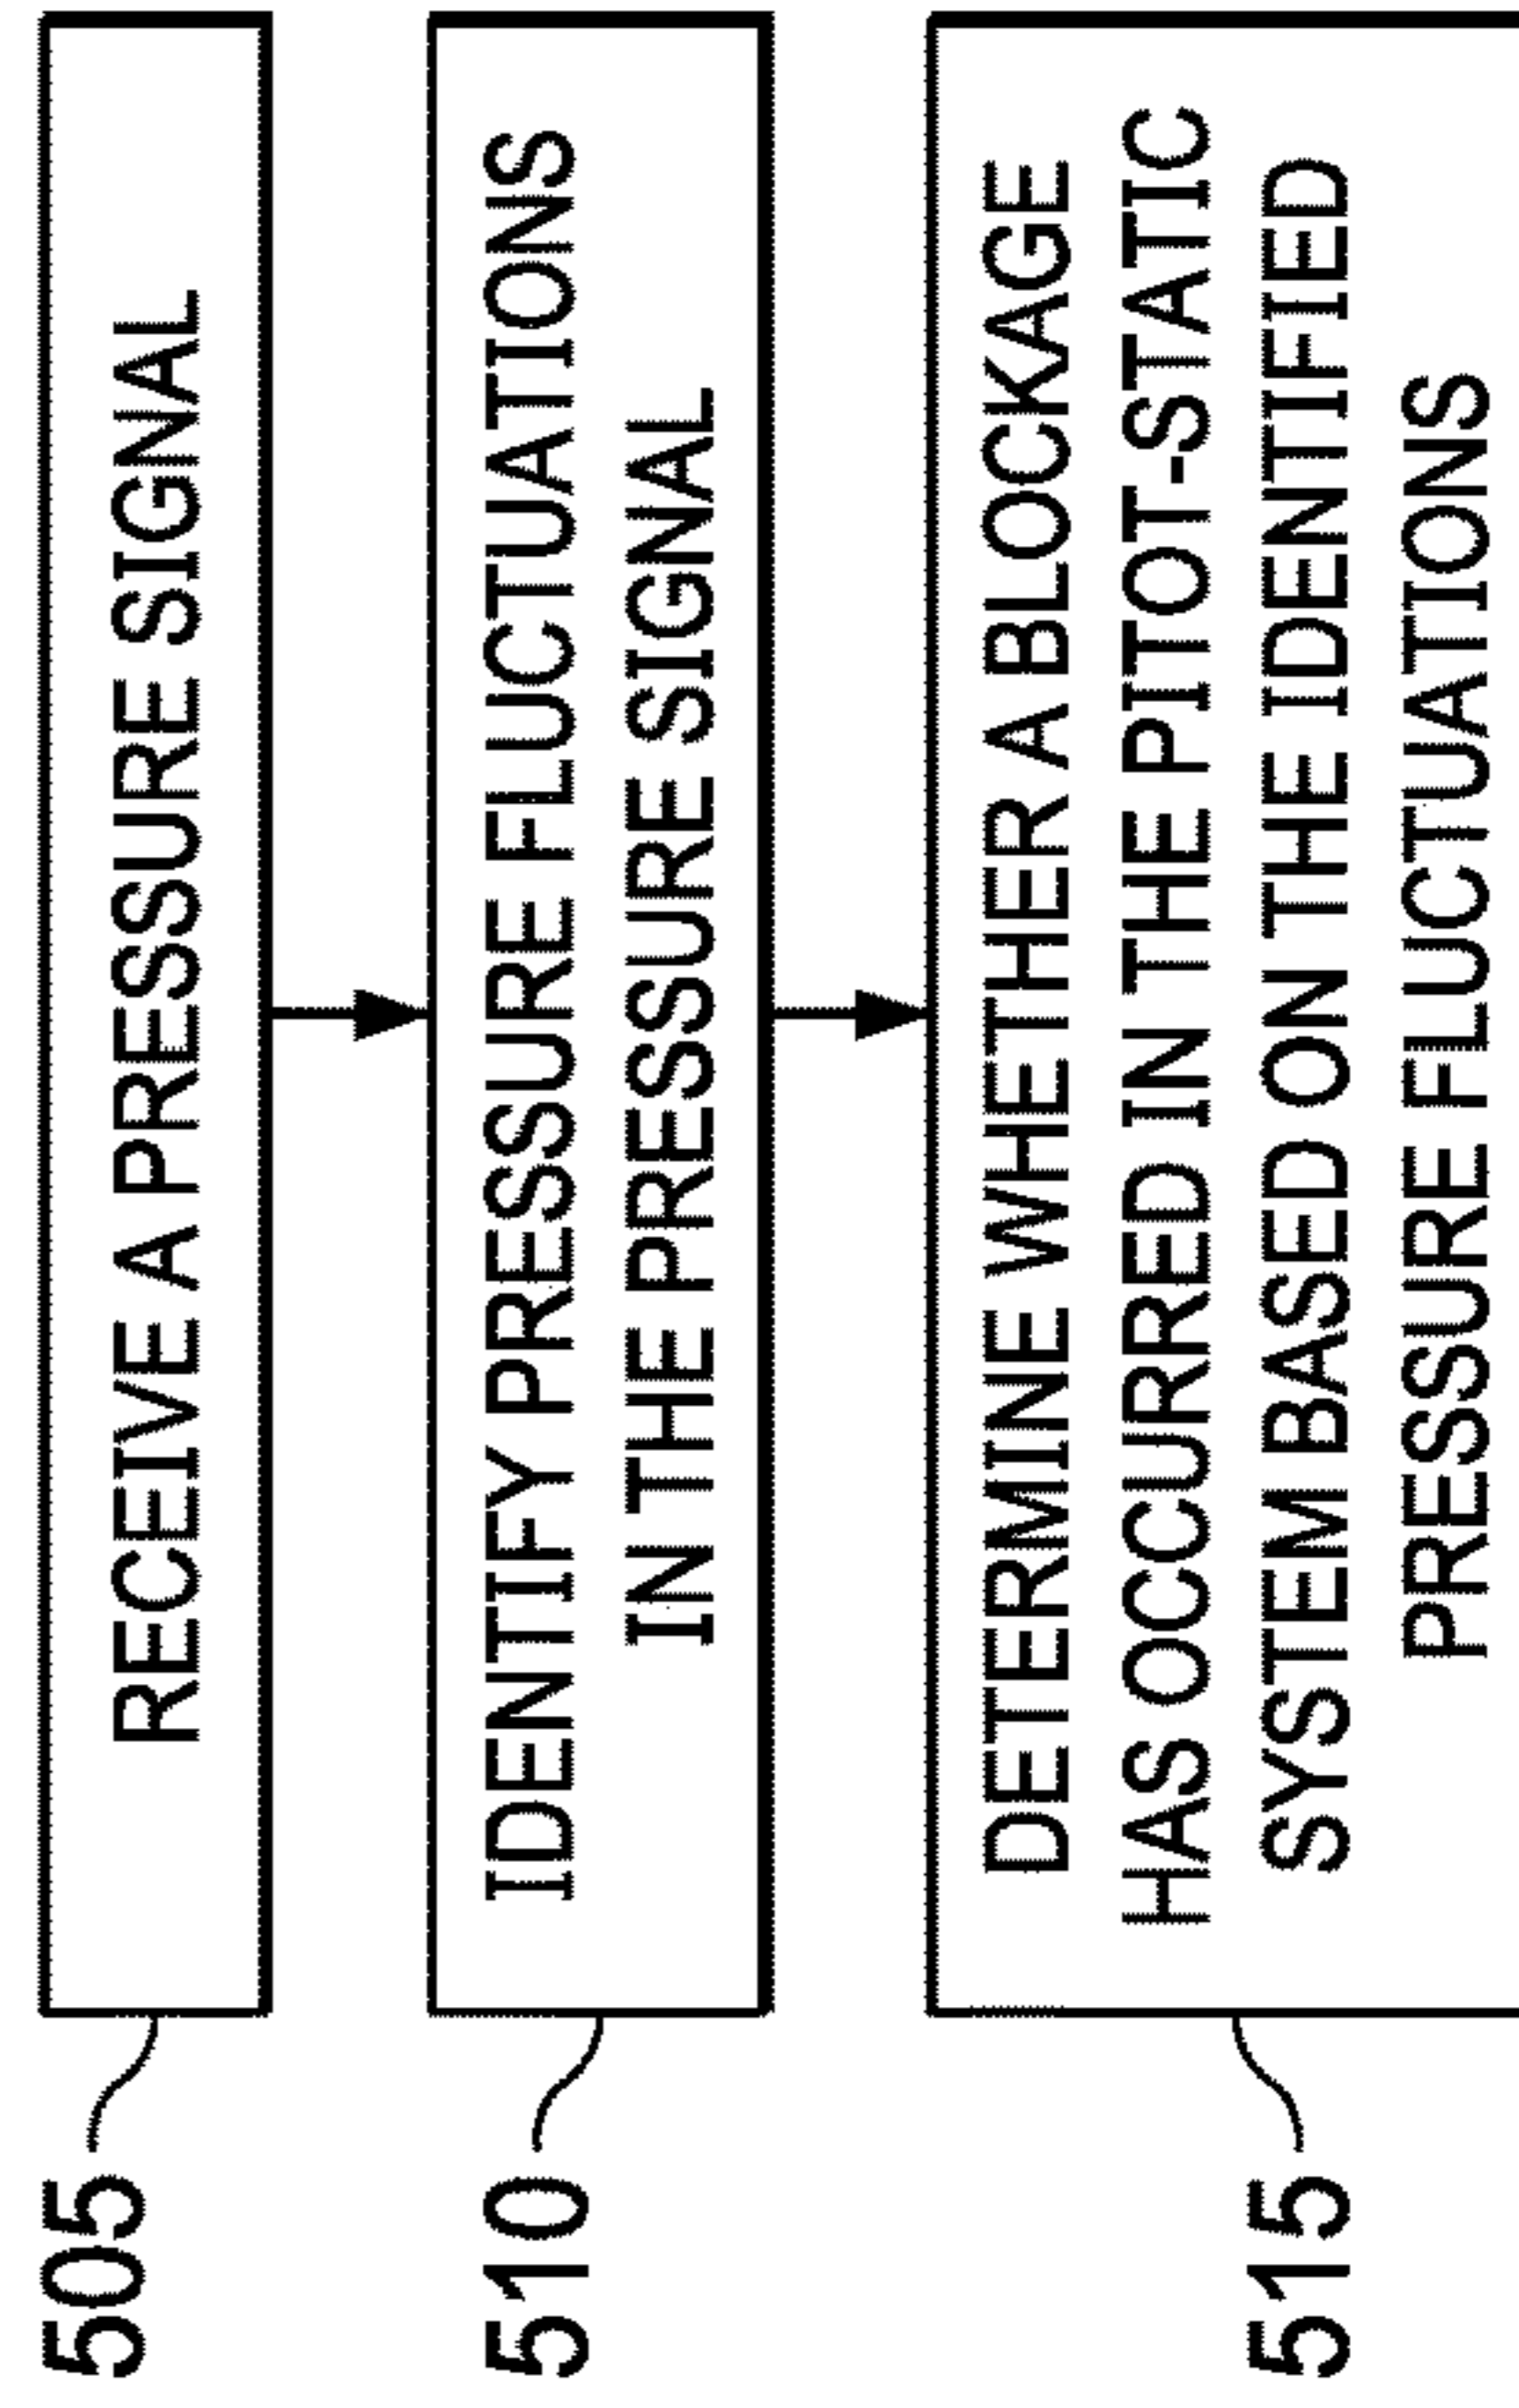 505
RECEIVE A PRESSURE SIGNAL
510
IDENTIFY PRESSURE FLUCTUATIONS
IN THE PRESSURE SIGNAL
515
DETERMINE WHETHER A BLOCKAGE
HAS OCCURRED IN THE PITOT-STATIC
SYSTEM BASED ON THE IDENTIFIED
PRESSURE FLUCTUATIONS